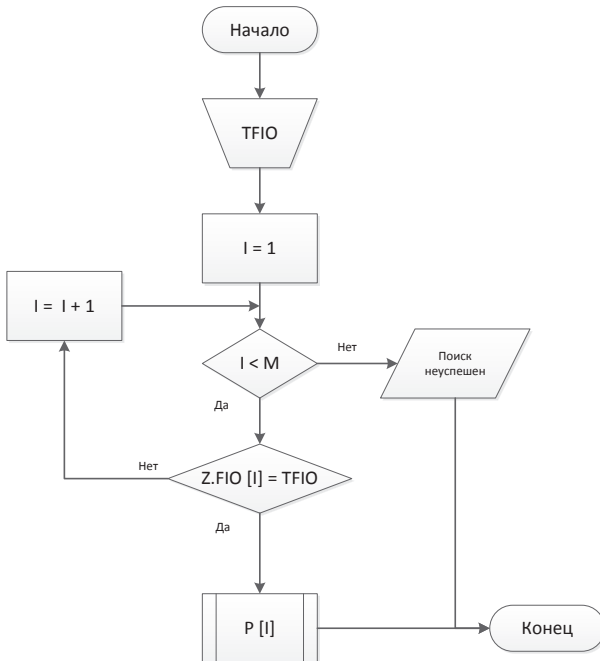 Начало
TFIO
I = 1
I = I + 1
I < M
Нет
Поиск
неуспешен
Да
Нет
Z.FIO [I] = TFIO
Да
P [I]
Конец